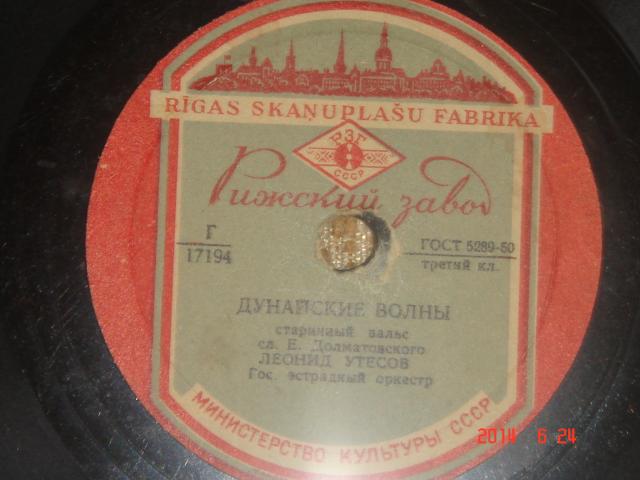 RĪGAS SKAŅUPLAŠU FABRIKA
РЗГ
СССР
Рижский завод
Г
17194
ГОСТ 5289-50
третий кл.
ДУНАЙСКИЕ ВОЛНЫ
старинный вальс
сл. Е. Долматовского
ЛЕОНИД УТЕСОВ
Гос. эстрадный оркестр
МИНИСТЕРСТВО КУЛЬТУРЫ СССР
2014 6 24